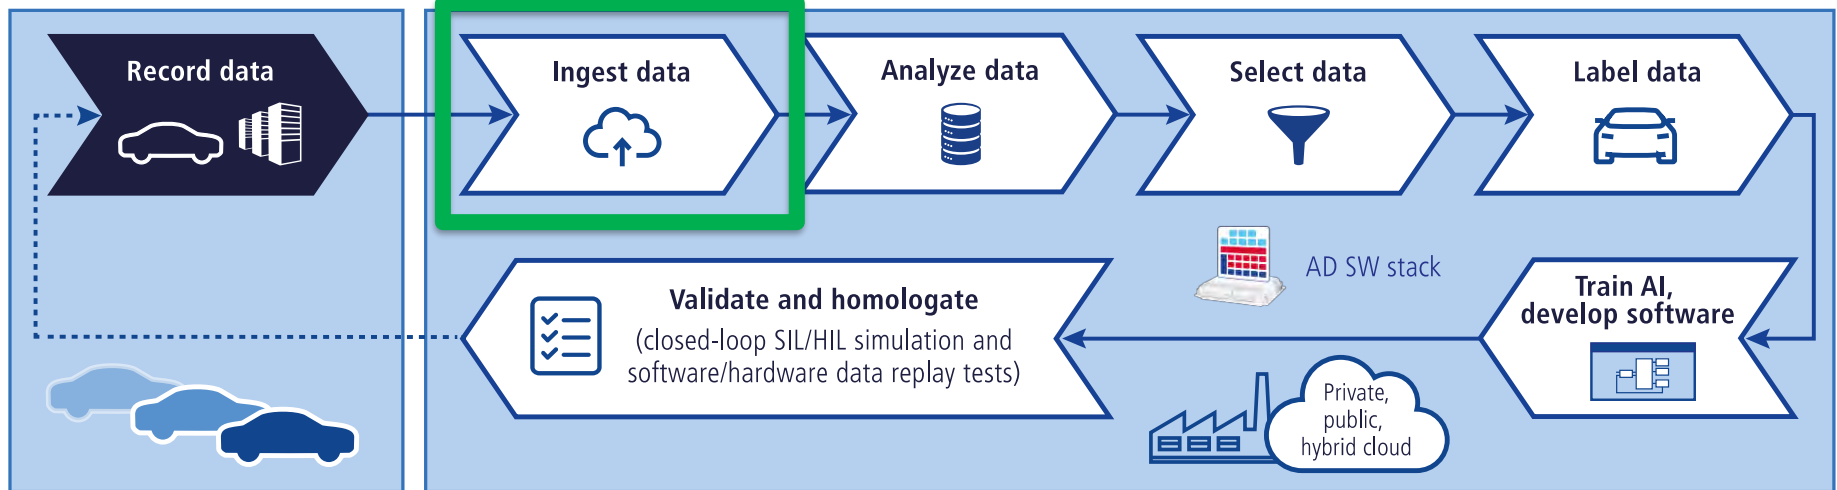 Record data
Ingest data
Analyze data
Select data
Label data
AD SW stack
Train AI,
develop software
Validate and homologate
(closed-loop SIL/HIL simulation and
software/hardware data replay tests)
Private,
public,
hybrid cloud